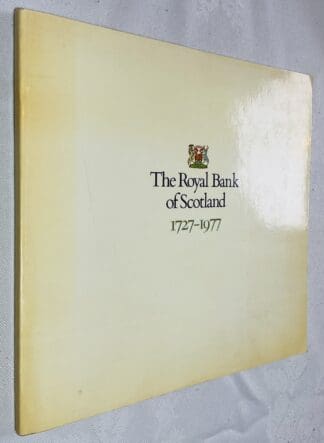 The Royal Bank
of Scotland
1727–1977